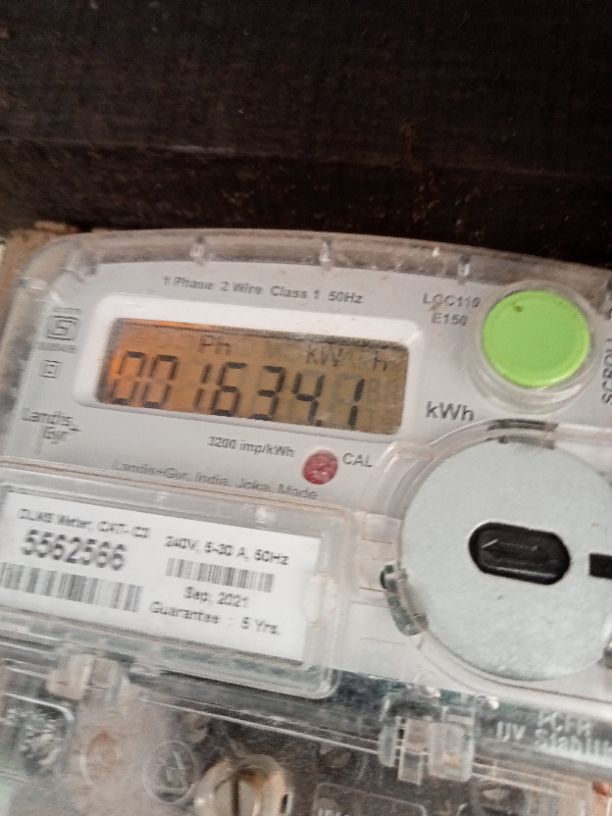 1 Phase 2 Wire Class 1 50Hz
LGC110
E150
Ph kW h
001634.1
kWh
Landis+
Gyr
3200 imp/kWh
CAL
Landis+Gyr, India, Joka, Made
5562566
240V, 5-30 A, 50Hz
Sep, 2021
Guarantee : 5 Yrs.